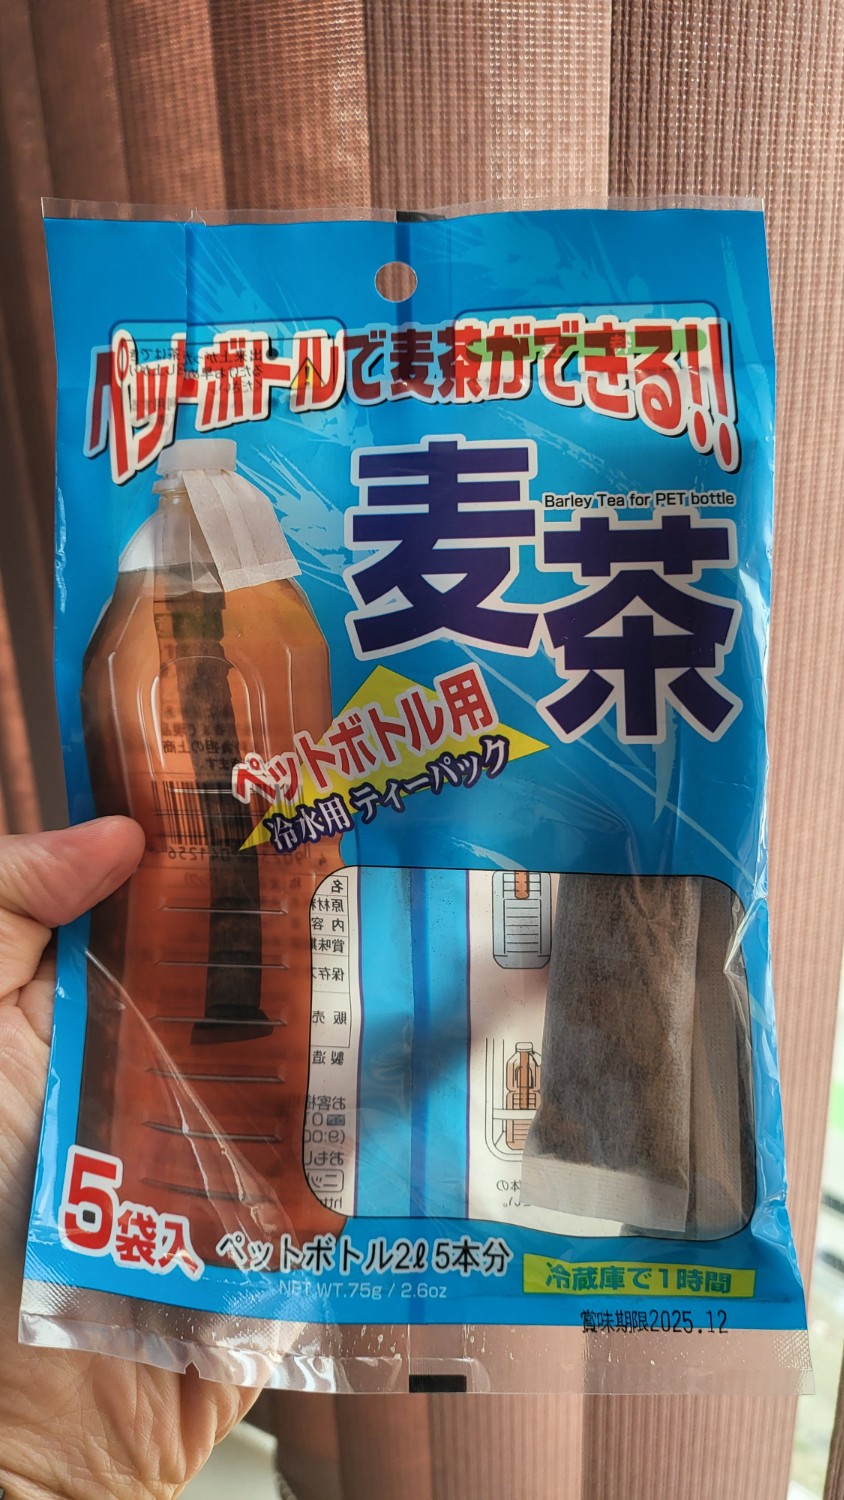 ペットボトルで麦茶ができる!!
麦茶
Barley Tea for PET bottle
ペットボトル用
冷水用 ティーパック
5袋入
ペットボトル2ℓ 5本分
NET WT.75g / 2.6oz
冷蔵庫で1時間
賞味期限2025.12